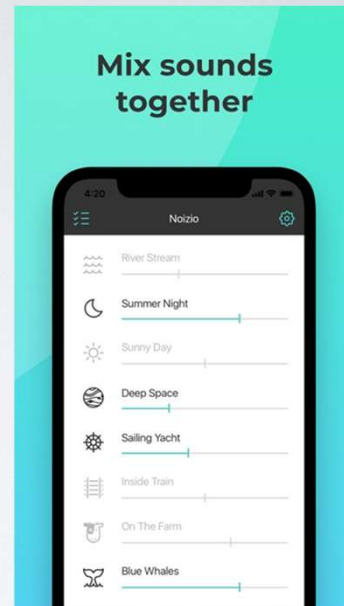 Mix sounds
together
4:20
Noizio
River Stream
Summer Night
Sunny Day
Deep Space
Sailing Yacht
Inside Train
On The Farm
Blue Whales